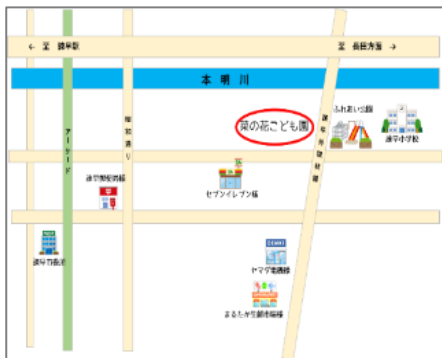 ← 至 諫早駅
至 長田方面 →
本明川
アーケード
菜の花こども園
ふれあい公園
諫早小学校
セブンイレブン様
諫早郵便局様
諫早市役所
ヤマダ電機様
まるたか生鮮市場様